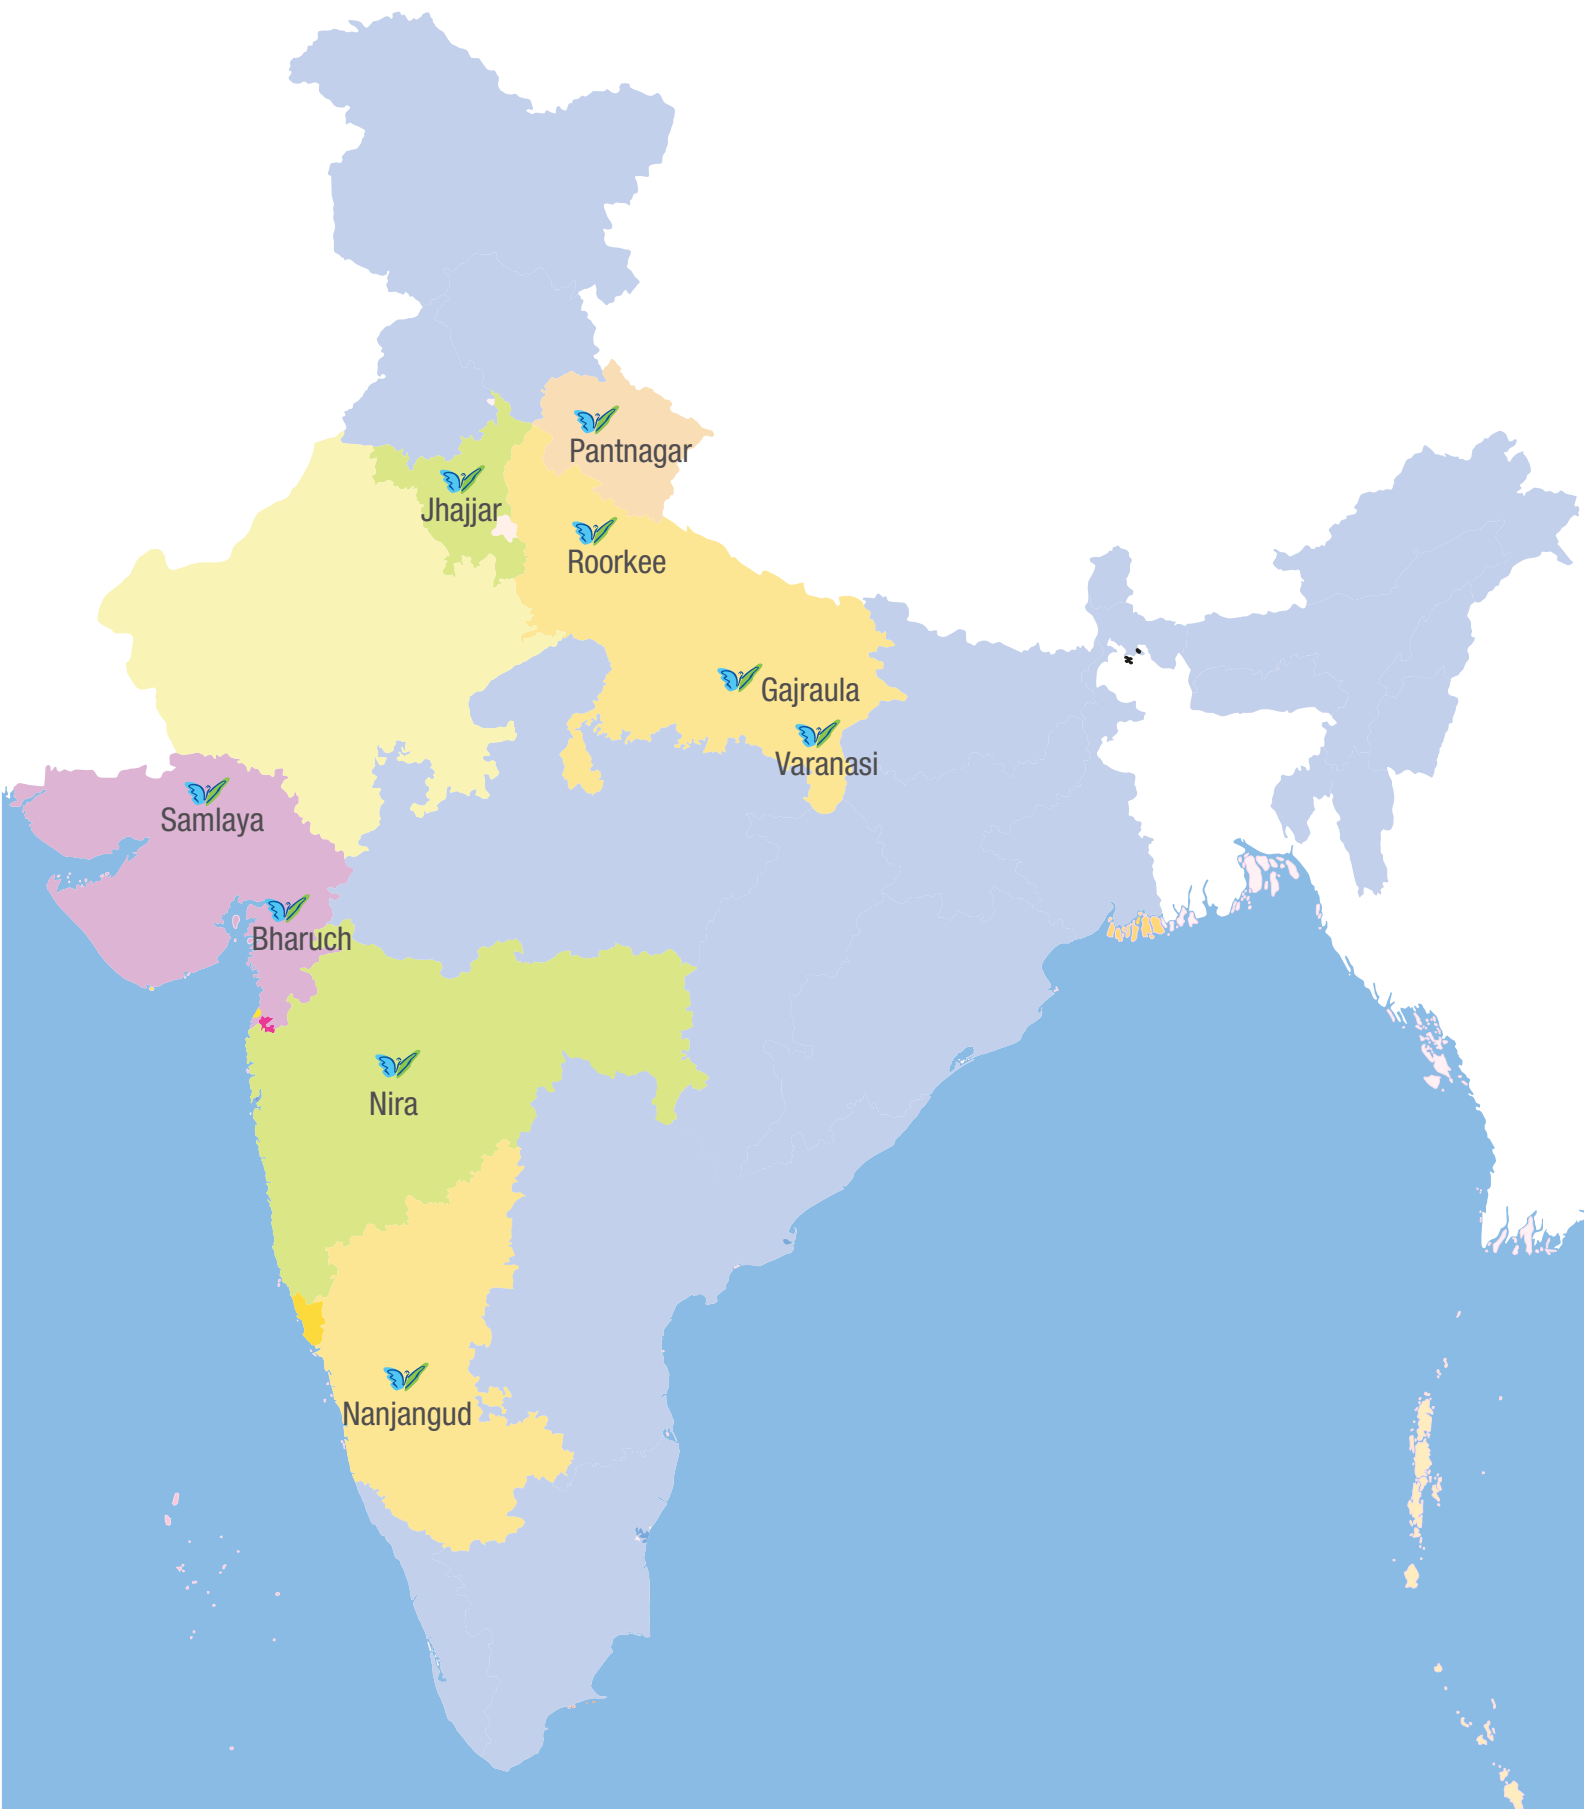 Pantnagar
Jhajjar
Roorkee
Gajraula
Varanasi
Samlaya
Bharuch
Nira
Nanjangud